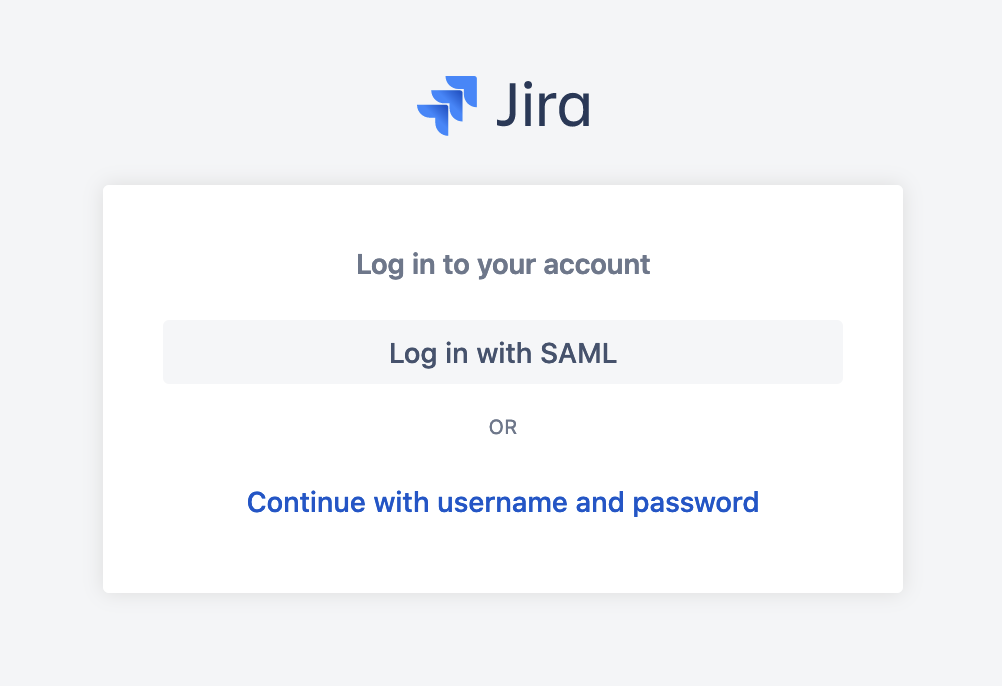 Jira
Log in to your account
Log in with SAML
OR
Continue with username and password